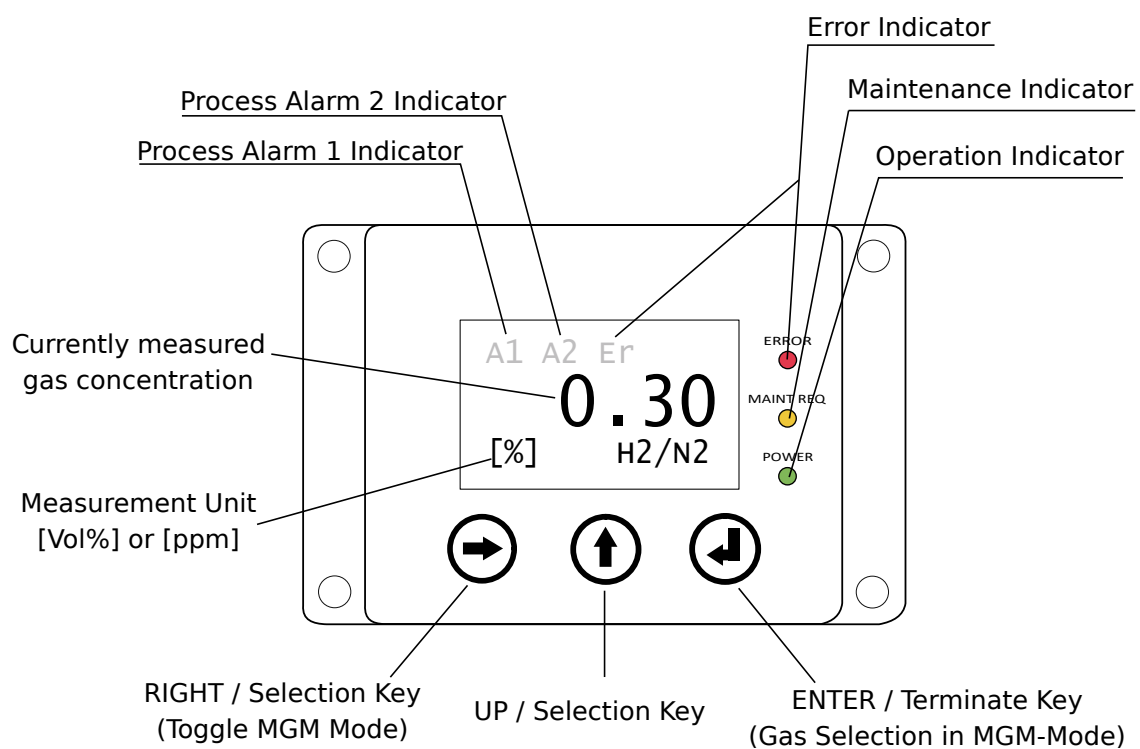 Error Indicator
Maintenance Indicator
Process Alarm 2 Indicator
Process Alarm 1 Indicator
Operation Indicator
Currently measured
gas concentration
A1 A2 Er
0.30
[%] H2/N2
ERROR
MAINT REQ
POWER
Measurement Unit
[Vol%] or [ppm]
RIGHT / Selection Key
(Toggle MGM Mode)
UP / Selection Key
ENTER / Terminate Key
(Gas Selection in MGM-Mode)